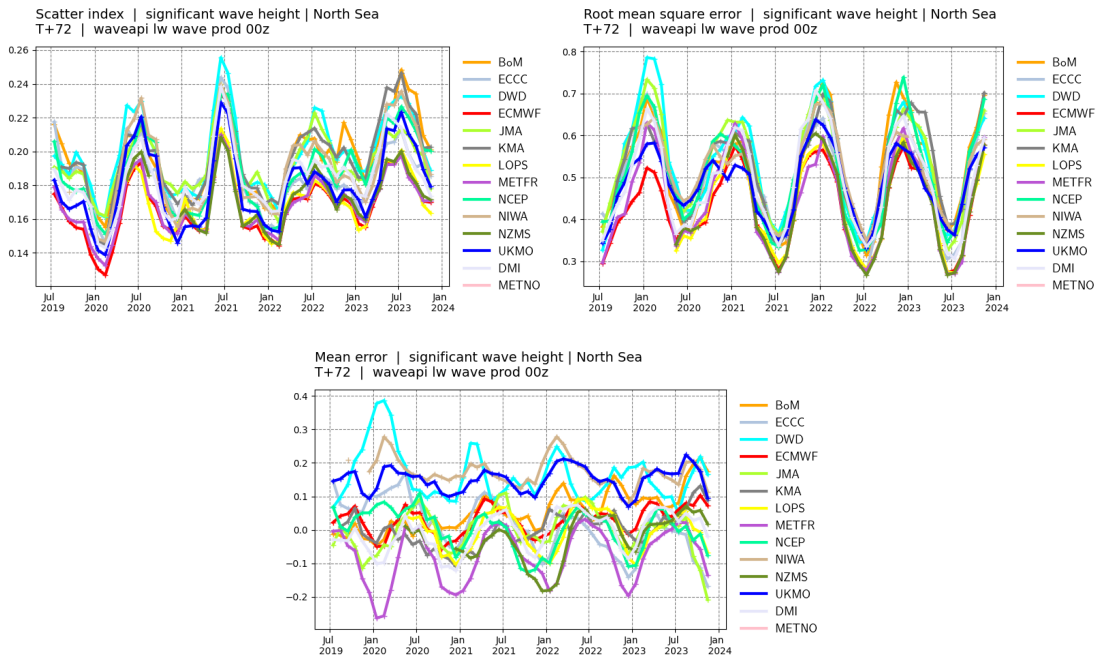 Scatter index | significant wave height | North Sea
T+72 | waveapi lw wave prod 00z
0.26
0.24
0.22
0.20
0.18
0.16
0.14
Jul 2019
Jan 2020
Jul 2020
Jan 2021
Jul 2021
Jan 2022
Jul 2022
Jan 2023
Jul 2023
Jan 2024
BoM
ECCC
DWD
ECMWF
JMA
KMA
LOPS
METFR
NCEP
NIWA
NZMS
UKMO
DMI
METNO
Root mean square error | significant wave height | North Sea
T+72 | waveapi lw wave prod 00z
0.8
0.7
0.6
0.5
0.4
0.3
Jul 2019
Jan 2020
Jul 2020
Jan 2021
Jul 2021
Jan 2022
Jul 2022
Jan 2023
Jul 2023
Jan 2024
BoM
ECCC
DWD
ECMWF
JMA
KMA
LOPS
METFR
NCEP
NIWA
NZMS
UKMO
DMI
METNO
Mean error | significant wave height | North Sea
T+72 | waveapi lw wave prod 00z
0.4
0.3
0.2
0.1
0.0
−0.1
−0.2
Jul 2019
Jan 2020
Jul 2020
Jan 2021
Jul 2021
Jan 2022
Jul 2022
Jan 2023
Jul 2023
Jan 2024
BoM
ECCC
DWD
ECMWF
JMA
KMA
LOPS
METFR
NCEP
NIWA
NZMS
UKMO
DMI
METNO